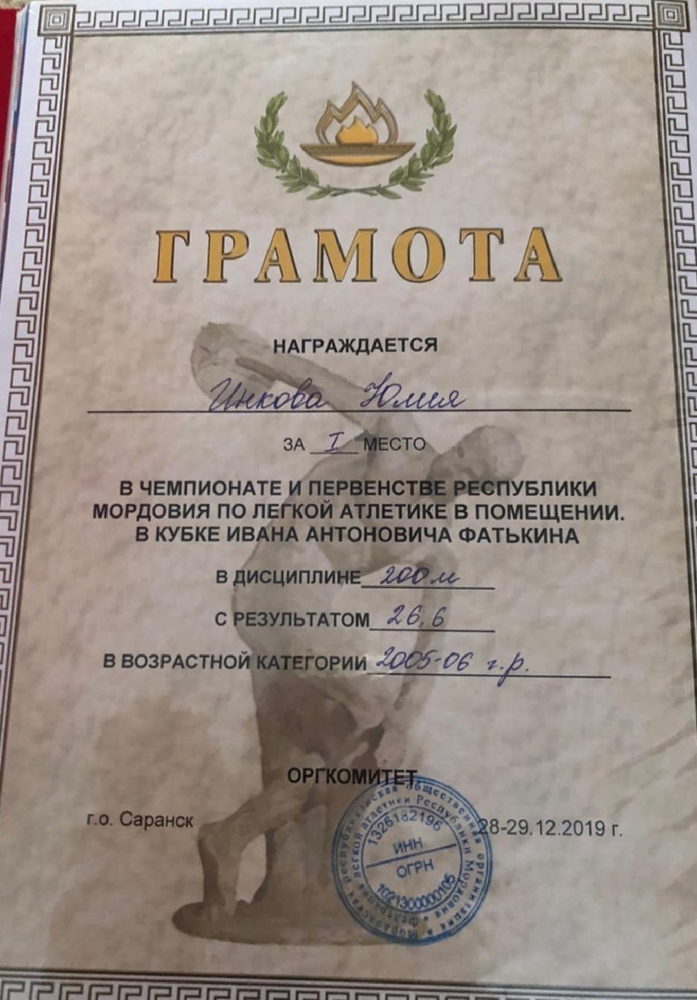 ГРАМОТА
НАГРАЖДАЕТСЯ
Инкова Юлия
ЗА I МЕСТО
В ЧЕМПИОНАТЕ И ПЕРВЕНСТВЕ РЕСПУБЛИКИ
МОРДОВИЯ ПО ЛЕГКОЙ АТЛЕТИКЕ В ПОМЕЩЕНИИ.
В КУБКЕ ИВАНА АНТОНОВИЧА ФАТЬКИНА
В ДИСЦИПЛИНЕ 200 м
С РЕЗУЛЬТАТОМ 26,6
В ВОЗРАСТНОЙ КАТЕГОРИИ 2005-06 г.р.
ОРГКОМИТЕТ
г.о. Саранск
28-29.12.2019 г.
Мордовская республиканская общественная организация
Федерация легкой атлетики Республики Мордовия
1326182196
ИНН
ОГРН
1021300000105